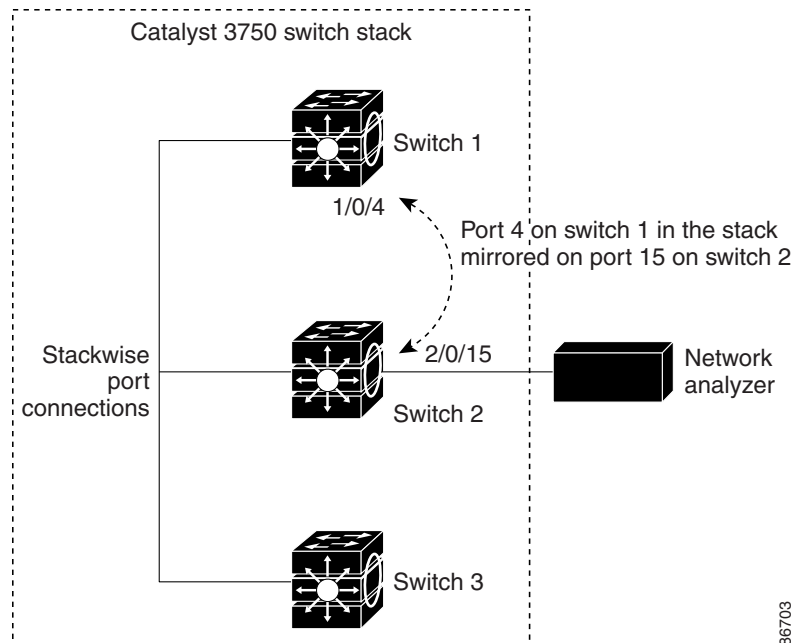 Catalyst 3750 switch stack
Switch 1
1/0/4
Port 4 on switch 1 in the stack
mirrored on port 15 on switch 2
Stackwise
port
connections
2/0/15
Switch 2
Network
analyzer
Switch 3
86703